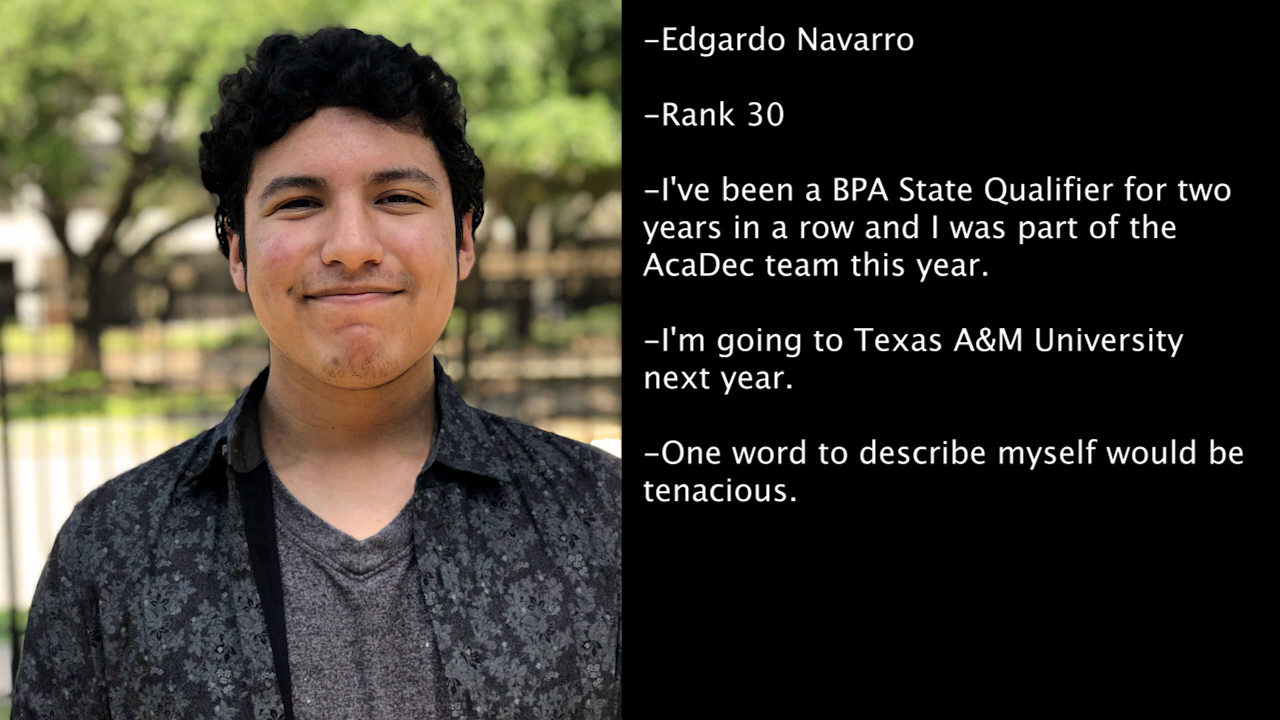 -Edgardo Navarro
-Rank 30
-I've been a BPA State Qualifier for two
years in a row and I was part of the
AcaDec team this year.
-I'm going to Texas A&M University
next year.
-One word to describe myself would be
tenacious.